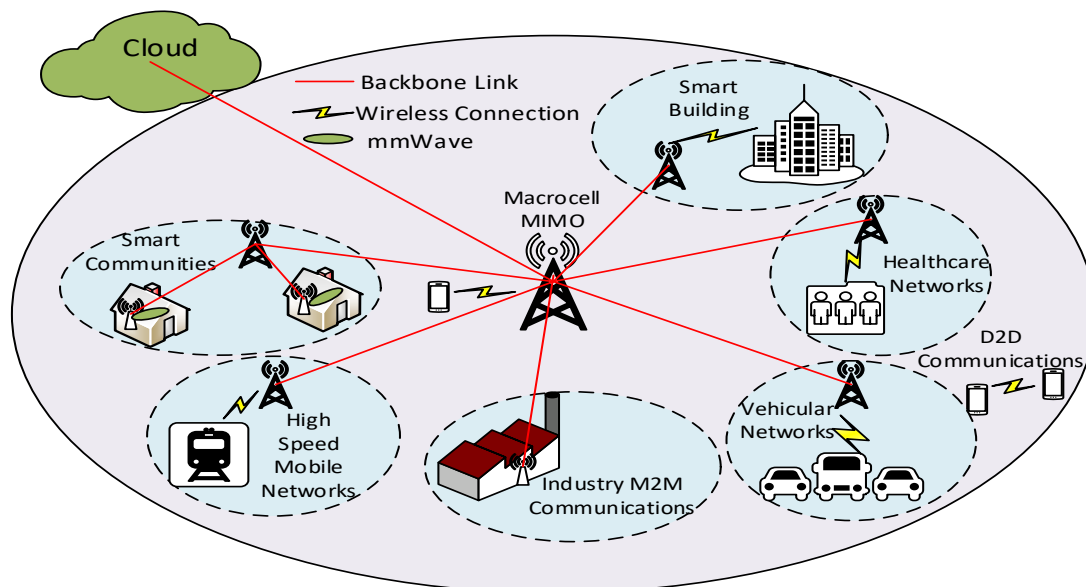 Cloud
Backbone Link
Wireless Connection
mmWave
Smart
Building
Macrocell
MIMO
Smart
Communities
Healthcare
Networks
D2D
Communications
High
Speed
Mobile
Networks
Vehicular
Networks
Industry M2M
Communications